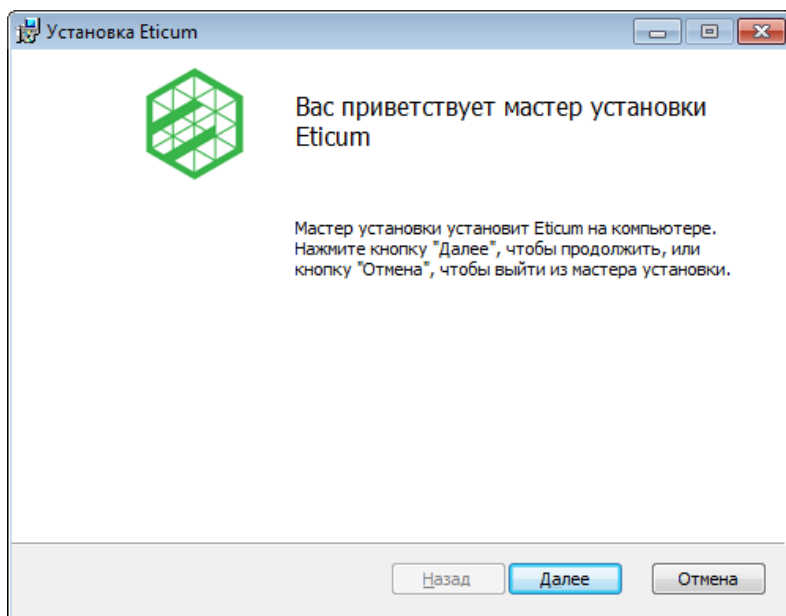 Установка Eticum
Вас приветствует мастер установки
Eticum
Мастер установки установит Eticum на компьютере.
Нажмите кнопку "Далее", чтобы продолжить, или
кнопку "Отмена", чтобы выйти из мастера установки.
Назад Далее Отмена